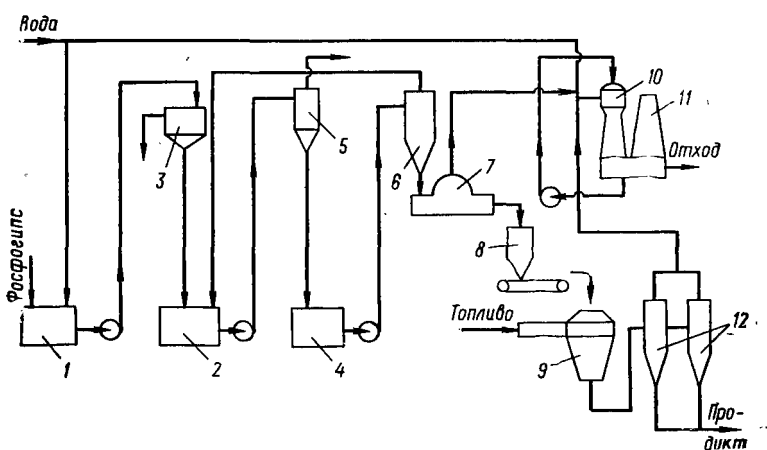 Вода
10
11
3
5
6
7
Отход
8
Фосфогипс
Топливо
12
1
2
4
9
Про-
дукт